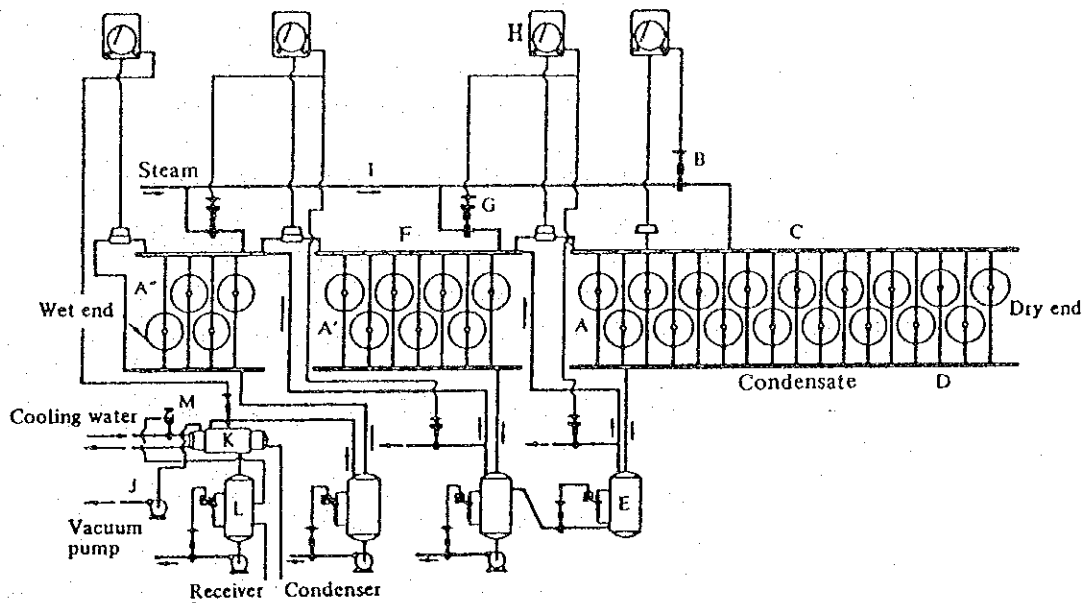 H
B
Steam
I
G
F
C
A"
Wet end
A'
A
Dry end
Condensate
D
M
Cooling water
K
J
L
E
Vacuum
pump
Receiver
Condenser